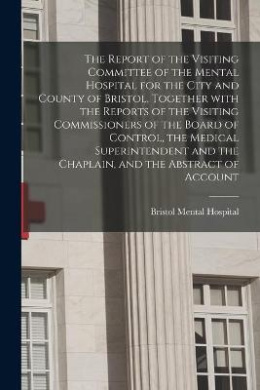 The Report of the Visiting
Committee of the Mental
Hospital for the City and
County of Bristol, Together
with the Reports of the Visiting
Commissioners of the Board of
Control, the Medical
Superintendent and the
Chaplain, and the Abstract of
Account
Bristol Mental Hospital